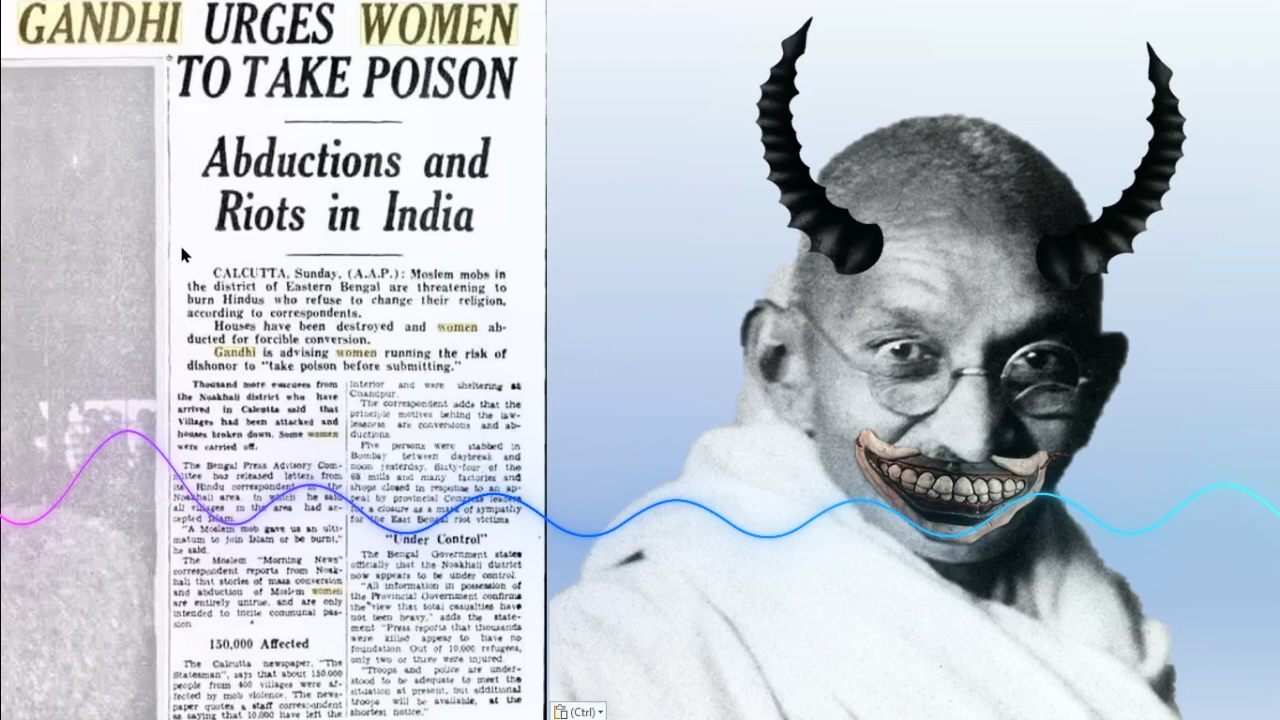 GANDHI URGES WOMEN
TO TAKE POISON
Abductions and
Riots in India
CALCUTTA, Sunday, (A.A.P.): Moslem mobs in
the district of Eastern Bengal are threatening to
burn Hindus who refuse to change their religion,
according to correspondents.
Houses have been destroyed and women ab-
ducted for forcible conversion.
Gandhi is advising women running the risk of
dishonor to "take poison before submitting."
Thousand more evacuees from
the Noakhali district who have
arrived in Calcutta said that
Villages had been attacked and
houses broken down. Some women
were carried off.
The Bengal Press Advisory Com-
mittee has released letters from
its Hindu correspondent in the
Noakhali area, in which he said
all villages in the area had ac-
cepted Islam.
"A Moslem mob gave us an ulti-
matum to join Islam or be burnt,"
he said.
The Moslem "Morning News"
correspondent reports from Noak-
hali that stories of mass conversion
and abduction of Moslem women
are entirely untrue, and are only
intended to incite communal pas-
sion.
150,000 Affected
The Calcutta newspaper, "The
Statesman", says that about 150,000
people from 400 villages were af-
fected by mob violence. The news-
paper quotes a staff correspondent
as saying that 10,000 have left the
interior and were sheltering at
Chandpur.
The correspondent adds that the
principle motives behind the law-
lessness are conversions and ab-
ductions.
Five persons were stabbed in
Bombay between daybreak and
noon yesterday. Sixty-four of the
65 mills and many factories and
shops closed in response to an ap-
peal by provincial Congress leaders
for a closure as a mark of sympathy
for the East Bengal riot victims
"Under Control"
The Bengal Government states
officially that the Noakhali district
now appears to be under control.
"All information in possession of
the Provincial Government confirms
the view that total casualties have
not been heavy," adds the state-
ment "Press reports that thousands
were killed appear to have no
foundation. Out of 10,000 refugees,
only two or three were injured.
"Troops and police are under-
stood to be adequate to meet the
situation at present, but additional
troops will be available, at the
shortest notice."
(Ctrl)